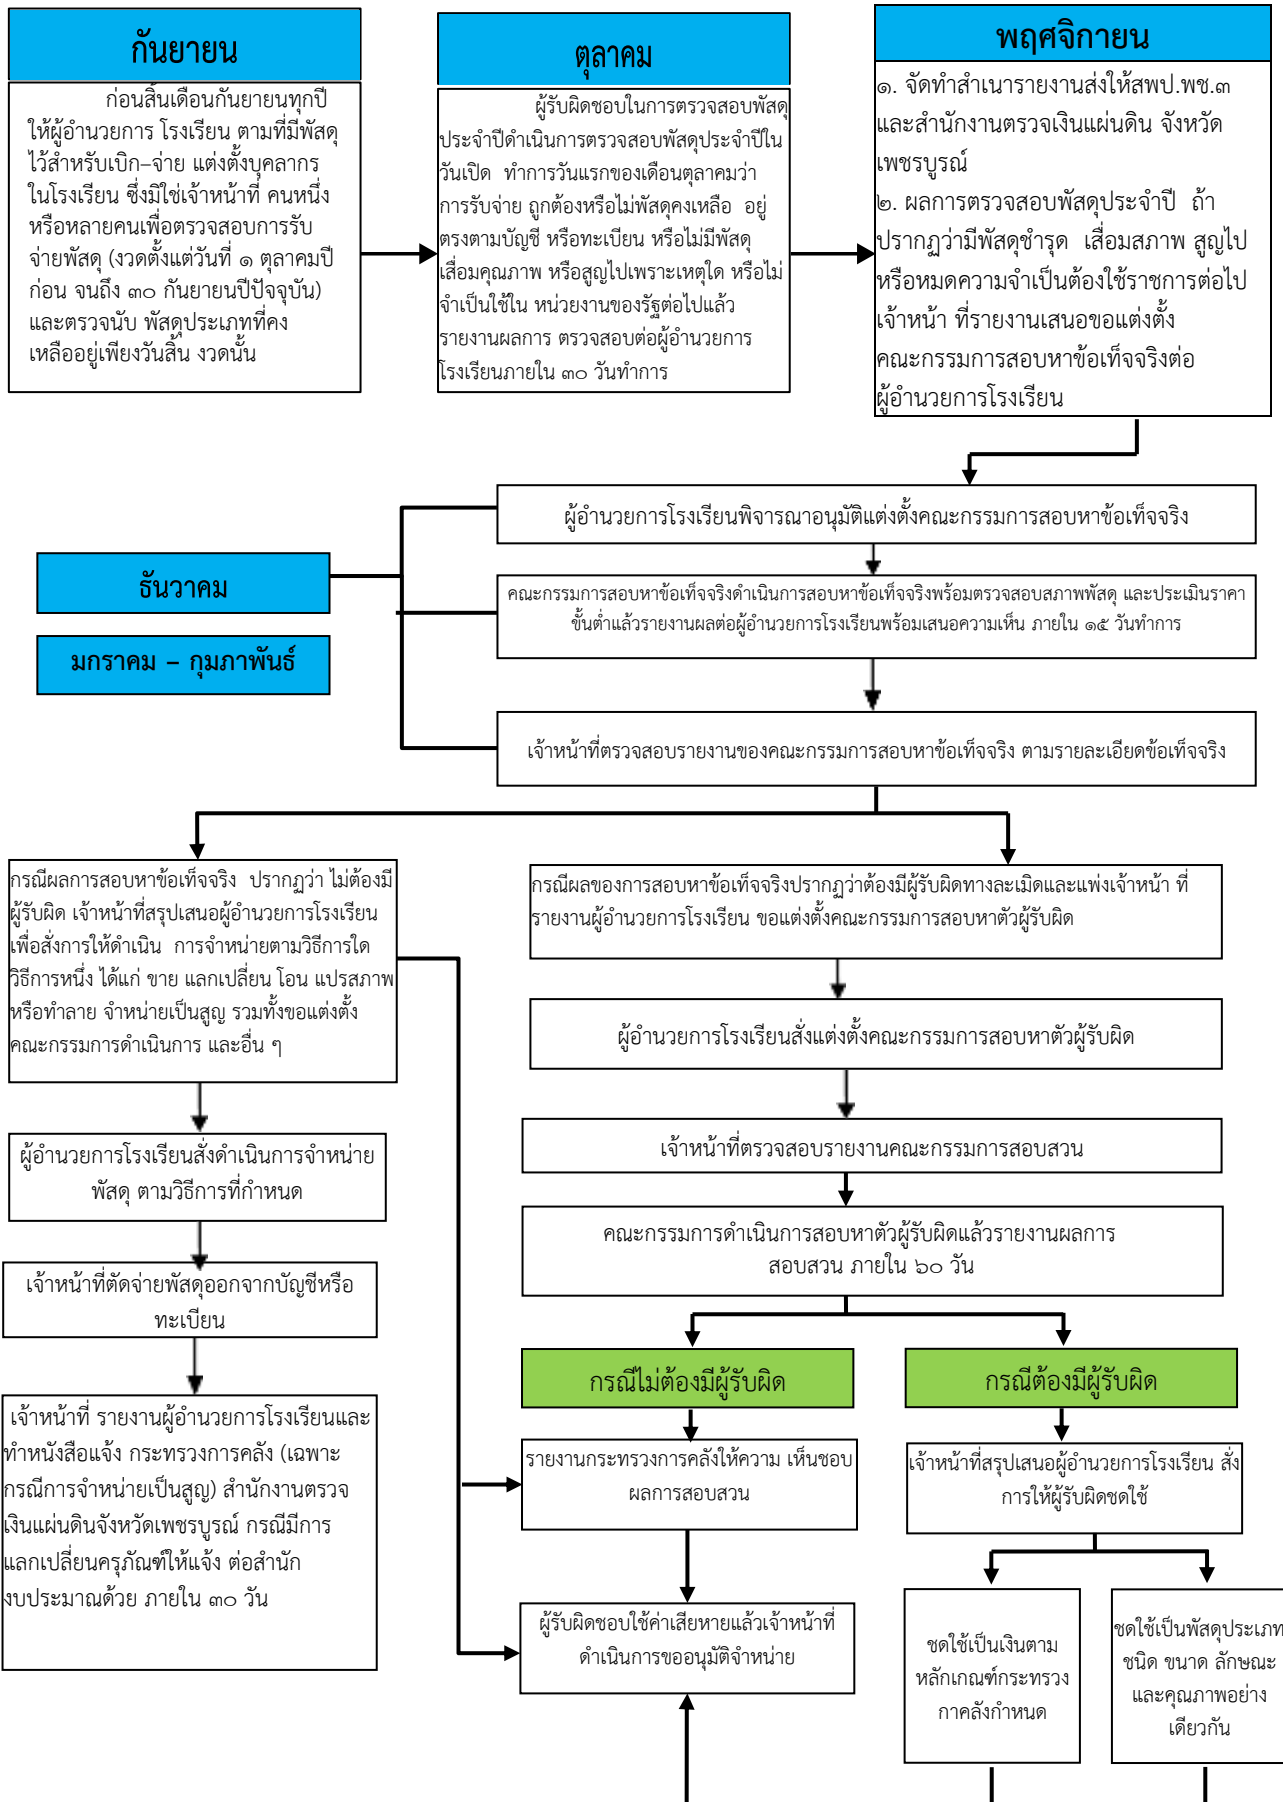 กันยายน
ก่อนสิ้นเดือนกันยายนทุกปี
ให้ผู้อำนวยการ โรงเรียน ตามที่มีพัสดุ
ไว้สำหรับเบิก–จ่าย แต่งตั้งบุคลากร
ในโรงเรียน ซึ่งมิใช่เจ้าหน้าที่ คนหนึ่ง
หรือหลายคนเพื่อตรวจสอบการรับ
จ่ายพัสดุ (งวดตั้งแต่วันที่ ๑ ตุลาคมปี
ก่อน จนถึง ๓๐ กันยายนปีปัจจุบัน)
และตรวจนับ พัสดุประเภทที่คง
เหลืออยู่เพียงวันสิ้น งวดนั้น
ตุลาคม
ผู้รับผิดชอบในการตรวจสอบพัสดุ
ประจำปีดำเนินการตรวจสอบพัสดุประจำปีใน
วันเปิด ทำการวันแรกของเดือนตุลาคมว่า
การรับจ่าย ถูกต้องหรือไม่พัสดุคงเหลือ อยู่
ตรงตามบัญชี หรือทะเบียน หรือไม่มีพัสดุ
เสื่อมคุณภาพ หรือสูญไปเพราะเหตุใด หรือไม่
จำเป็นใช้ใน หน่วยงานของรัฐต่อไปแล้ว
รายงานผลการ ตรวจสอบต่อผู้อำนวยการ
โรงเรียนภายใน ๓๐ วันทำการ
พฤศจิกายน
๑. จัดทำสำเนารายงานส่งให้สพป.พช.๓
และสำนักงานตรวจเงินแผ่นดิน จังหวัด
เพชรบูรณ์
๒. ผลการตรวจสอบพัสดุประจำปี ถ้า
ปรากฏว่ามีพัสดุชำรุด เสื่อมสภาพ สูญไป
หรือหมดความจำเป็นต้องใช้ราชการต่อไป
เจ้าหน้า ที่รายงานเสนอขอแต่งตั้ง
คณะกรรมการสอบหาข้อเท็จจริงต่อ
ผู้อำนวยการโรงเรียน
ผู้อำนวยการโรงเรียนพิจารณาอนุมัติแต่งตั้งคณะกรรมการสอบหาข้อเท็จจริง
ธันวาคม
คณะกรรมการสอบหาข้อเท็จจริงดำเนินการสอบหาข้อเท็จจริงพร้อมตรวจสอบสภาพพัสดุ และประเมินราคา
ขั้นต่ำแล้วรายงานผลต่อผู้อำนวยการโรงเรียนพร้อมเสนอความเห็น ภายใน ๑๕ วันทำการ
มกราคม – กุมภาพันธ์
เจ้าหน้าที่ตรวจสอบรายงานของคณะกรรมการสอบหาข้อเท็จจริง ตามรายละเอียดข้อเท็จจริง
กรณีผลการสอบหาข้อเท็จจริง ปรากฏว่า ไม่ต้องมี
ผู้รับผิด เจ้าหน้าที่สรุปเสนอผู้อำนวยการโรงเรียน
เพื่อสั่งการให้ดำเนิน การจำหน่ายตามวิธีการใด
วิธีการหนึ่ง ได้แก่ ขาย แลกเปลี่ยน โอน แปรสภาพ
หรือทำลาย จำหน่ายเป็นสูญ รวมทั้งขอแต่งตั้ง
คณะกรรมการดำเนินการ และอื่น ๆ
ผู้อำนวยการโรงเรียนสั่งดำเนินการจำหน่าย
พัสดุ ตามวิธีการที่กำหนด
เจ้าหน้าที่ตัดจ่ายพัสดุออกจากบัญชีหรือ
ทะเบียน
เจ้าหน้าที่ รายงานผู้อำนวยการโรงเรียนและ
ทำหนังสือแจ้ง กระทรวงการคลัง (เฉพาะ
กรณีการจำหน่ายเป็นสูญ) สำนักงานตรวจ
เงินแผ่นดินจังหวัดเพชรบูรณ์ กรณีมีการ
แลกเปลี่ยนครุภัณฑ์ให้แจ้ง ต่อสำนัก
งบประมาณด้วย ภายใน ๓๐ วัน
กรณีผลของการสอบหาข้อเท็จจริงปรากฏว่าต้องมีผู้รับผิดทางละเมิดและแพ่งเจ้าหน้า ที่
รายงานผู้อำนวยการโรงเรียน ขอแต่งตั้งคณะกรรมการสอบหาตัวผู้รับผิด
ผู้อำนวยการโรงเรียนสั่งแต่งตั้งคณะกรรมการสอบหาตัวผู้รับผิด
เจ้าหน้าที่ตรวจสอบรายงานคณะกรรมการสอบสวน
คณะกรรมการดำเนินการสอบหาตัวผู้รับผิดแล้วรายงานผลการ
สอบสวน ภายใน ๖๐ วัน
กรณีไม่ต้องมีผู้รับผิด
รายงานกระทรวงการคลังให้ความ เห็นชอบ
ผลการสอบสวน
ผู้รับผิดชอบใช้ค่าเสียหายแล้วเจ้าหน้าที่
ดำเนินการขออนุมัติจำหน่าย
กรณีต้องมีผู้รับผิด
เจ้าหน้าที่สรุปเสนอผู้อำนวยการโรงเรียน สั่ง
การให้ผู้รับผิดชดใช้
ชดใช้เป็นเงินตาม
หลักเกณฑ์กระทรวง
กาคลังกำหนด
ชดใช้เป็นพัสดุประเภท
ชนิด ขนาด ลักษณะ
และคุณภาพอย่าง
เดียวกัน